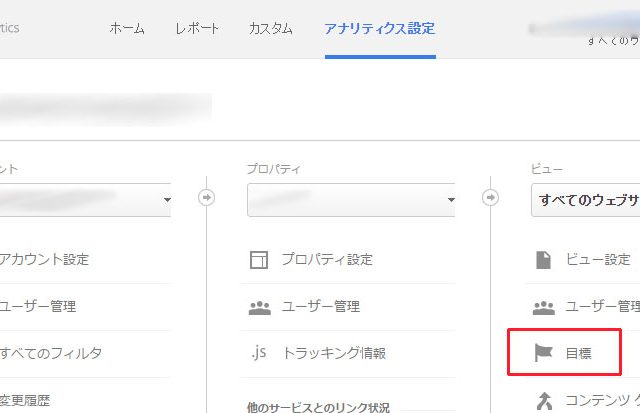 ytics
ホーム レポート カスタム アナリティクス設定
すべてのウ
ント
アカウント設定
ユーザー管理
すべてのフィルタ
変更履歴
プロパティ
プロパティ設定
ユーザー管理
.js トラッキング情報
他のサービスとのリンク状況
ビュー
すべてのウェブサ
ビュー設定
ユーザー管理
目標
コンテンツ グ